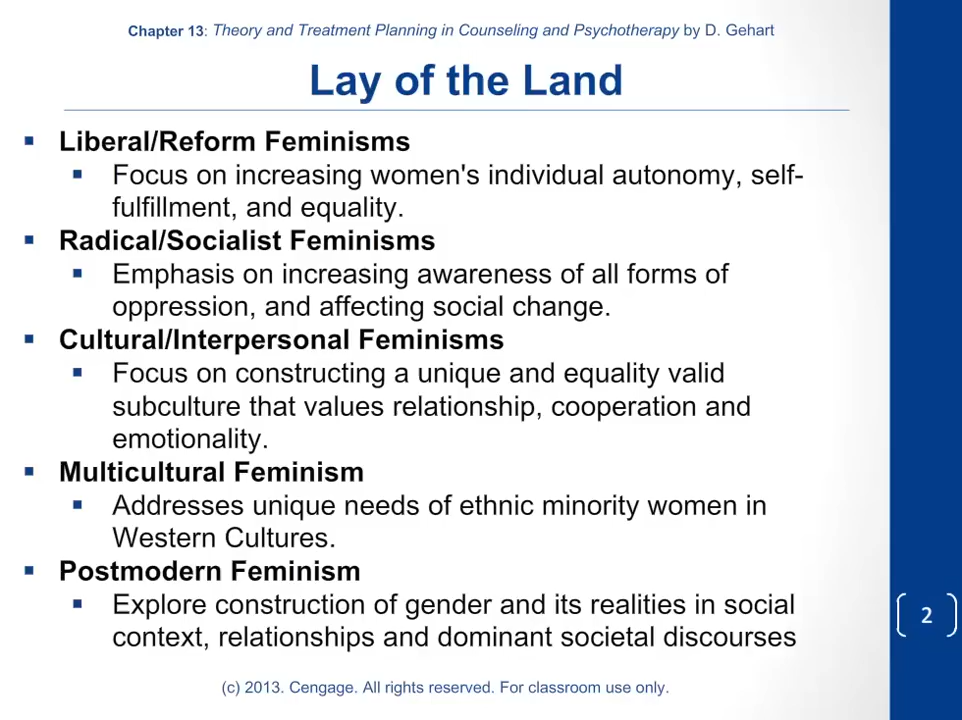 Chapter 13: Theory and Treatment Planning in Counseling and Psychotherapy by D. Gehart
Lay of the Land
▪ Liberal/Reform Feminisms
▪ Focus on increasing women's individual autonomy, self-
fulfillment, and equality.
▪ Radical/Socialist Feminisms
▪ Emphasis on increasing awareness of all forms of
oppression, and affecting social change.
▪ Cultural/Interpersonal Feminisms
▪ Focus on constructing a unique and equality valid
subculture that values relationship, cooperation and
emotionality.
▪ Multicultural Feminism
▪ Addresses unique needs of ethnic minority women in
Western Cultures.
▪ Postmodern Feminism
▪ Explore construction of gender and its realities in social
context, relationships and dominant societal discourses
2
(c) 2013. Cengage. All rights reserved. For classroom use only.